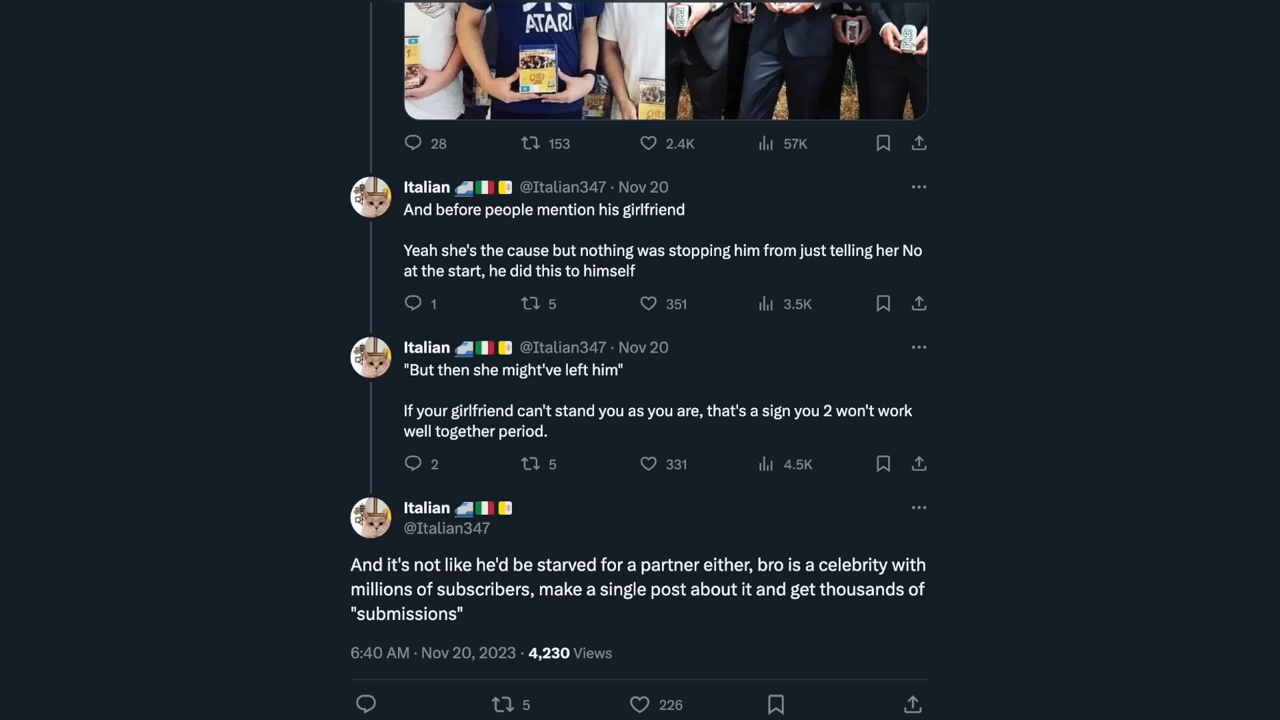 ATARI
28 153 2.4K 57K
Italian @Italian347 · Nov 20
And before people mention his girlfriend
Yeah she's the cause but nothing was stopping him from just telling her No
at the start, he did this to himself
1 5 351 3.5K
Italian @Italian347 · Nov 20
"But then she might've left him"
If your girlfriend can't stand you as you are, that's a sign you 2 won't work
well together period.
2 5 331 4.5K
Italian
@Italian347
And it's not like he'd be starved for a partner either, bro is a celebrity with
millions of subscribers, make a single post about it and get thousands of
"submissions"
6:40 AM · Nov 20, 2023 · 4,230 Views
5 226